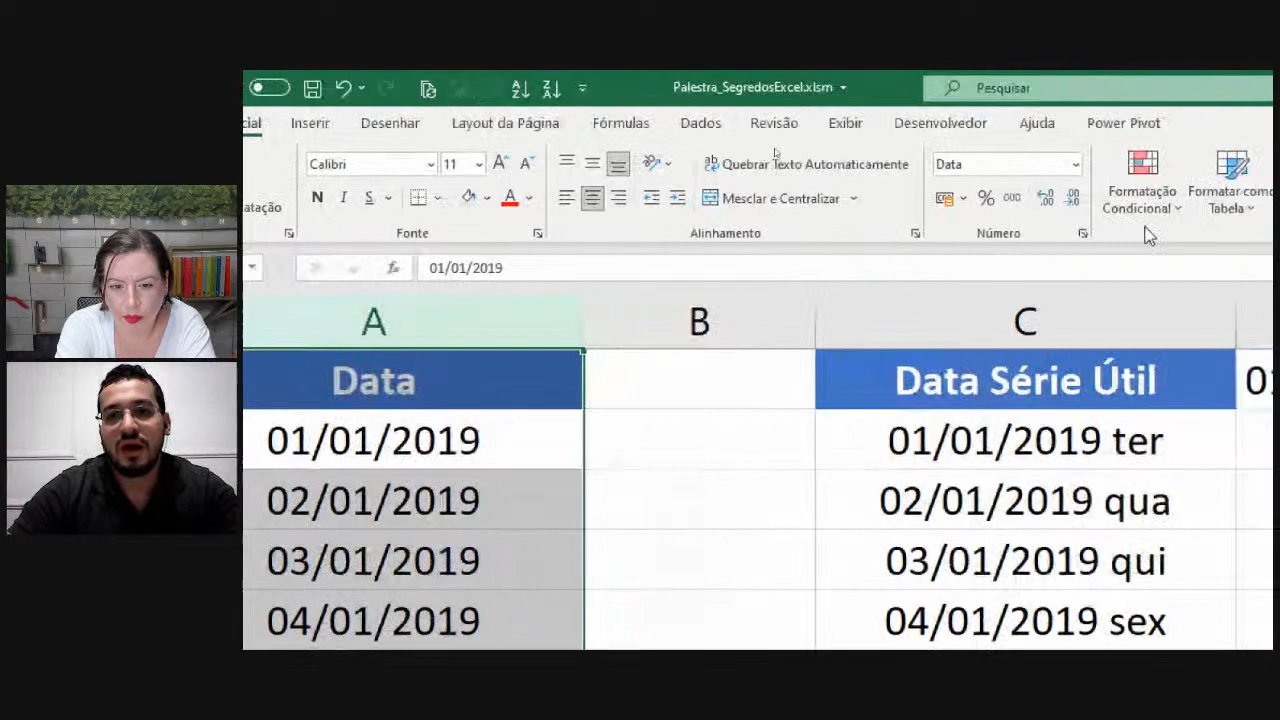 Palestra_SegredosExcel.xlsm
Pesquisar
cial Inserir Desenhar Layout da Página Fórmulas Dados Revisão Exibir Desenvolvedor Ajuda Power Pivot
Calibri 11 Quebrar Texto Automaticamente Data Formatação Formatar como
atação N I S A Mesclar e Centralizar % 000 Condicional Tabela
Fonte Alinhamento Número
fx 01/01/2019
A B C
Data Data Série Útil
01/01/2019 01/01/2019 ter
02/01/2019 02/01/2019 qua
03/01/2019 03/01/2019 qui
04/01/2019 04/01/2019 sex